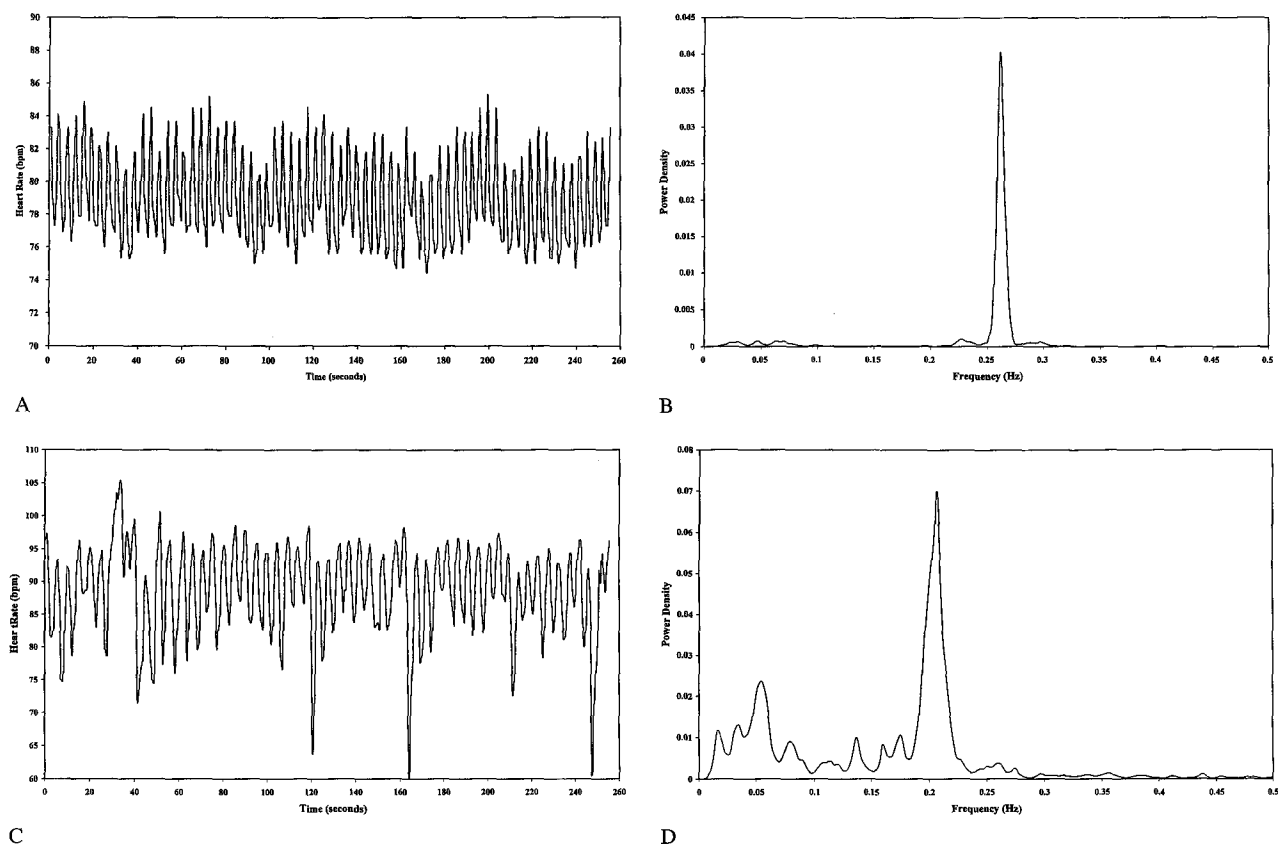 90
88
86
84
82
80
78
76
74
72
70
Heart Rate (bpm)
0 20 40 60 80 100 120 140 160 180 200 220 240 260
Time (seconds)
A
0.045
0.04
0.035
0.03
0.025
0.02
0.015
0.01
0.005
0
Power Density
0 0.05 0.1 0.15 0.2 0.25 0.3 0.35 0.4 0.45 0.5
Frequency (Hz)
B
110
105
100
95
90
85
80
75
70
65
60
Hear tRate (bpm)
0 20 40 60 80 100 120 140 160 180 200 220 240 260
Time (seconds)
C
0.08
0.07
0.06
0.05
0.04
0.03
0.02
0.01
0
Power Density
0 0.05 0.1 0.15 0.2 0.25 0.3 0.35 0.4 0.45 0.5
Frequency (Hz)
D